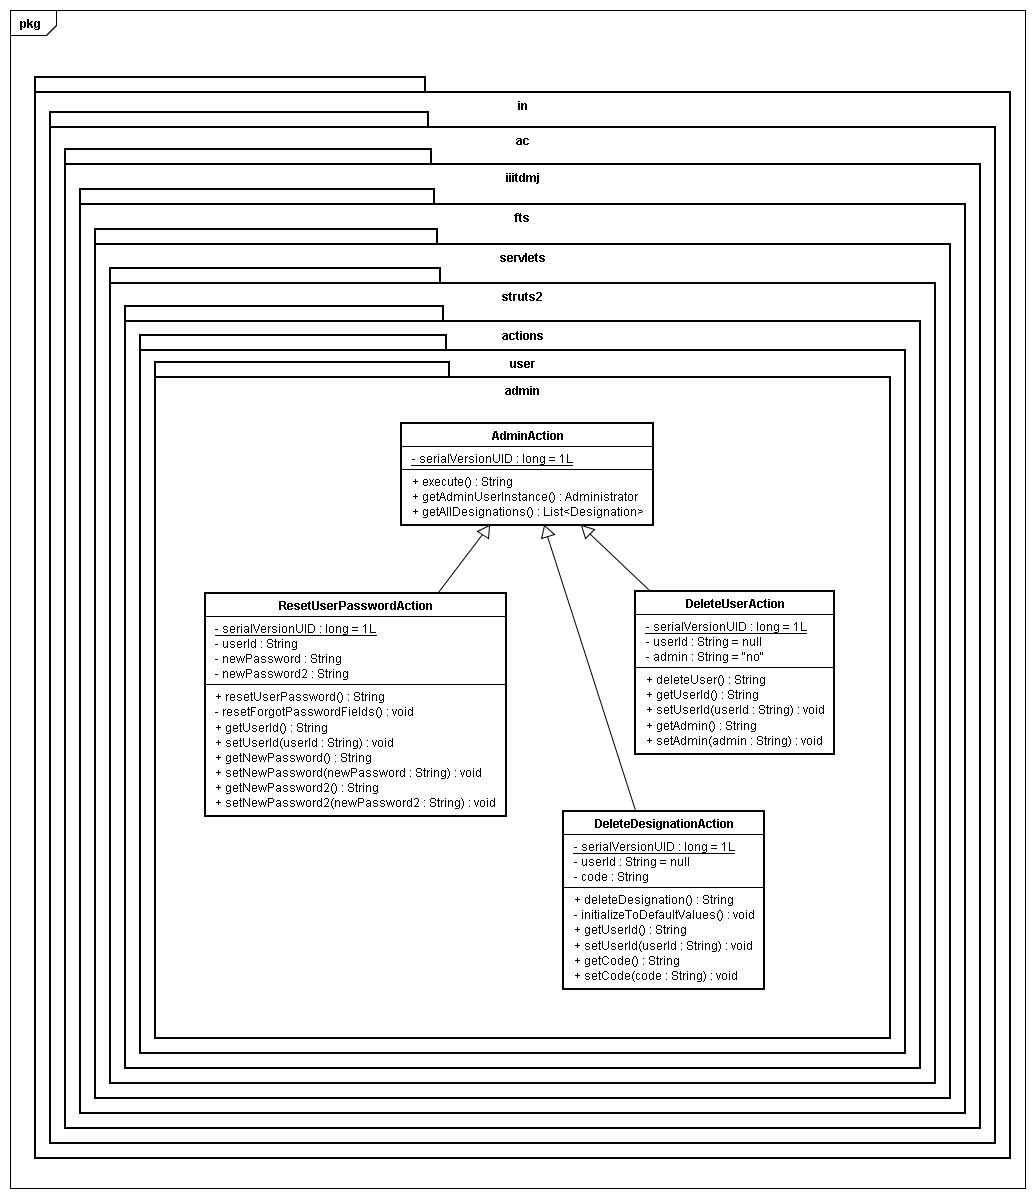 pkg
in
ac
iiitdmj
fts
servlets
struts2
actions
user
admin
AdminAction
- serialVersionUID : long = 1L
+ execute() : String
+ getAdminUserInstance() : Administrator
+ getAllDesignations() : List<Designation>
ResetUserPasswordAction
- serialVersionUID : long = 1L
- userId : String
- newPassword : String
- newPassword2 : String
+ resetUserPassword() : String
- resetForgotPasswordFields() : void
+ getUserId() : String
+ setUserId(userId : String) : void
+ getNewPassword() : String
+ setNewPassword(newPassword : String) : void
+ getNewPassword2() : String
+ setNewPassword2(newPassword2 : String) : void
DeleteUserAction
- serialVersionUID : long = 1L
- userId : String = null
- admin : String = "no"
+ deleteUser() : String
+ getUserId() : String
+ setUserId(userId : String) : void
+ getAdmin() : String
+ setAdmin(admin : String) : void
DeleteDesignationAction
- serialVersionUID : long = 1L
- userId : String = null
- code : String
+ deleteDesignation() : String
- initializeToDefaultValues() : void
+ getUserId() : String
+ setUserId(userId : String) : void
+ getCode() : String
+ setCode(code : String) : void